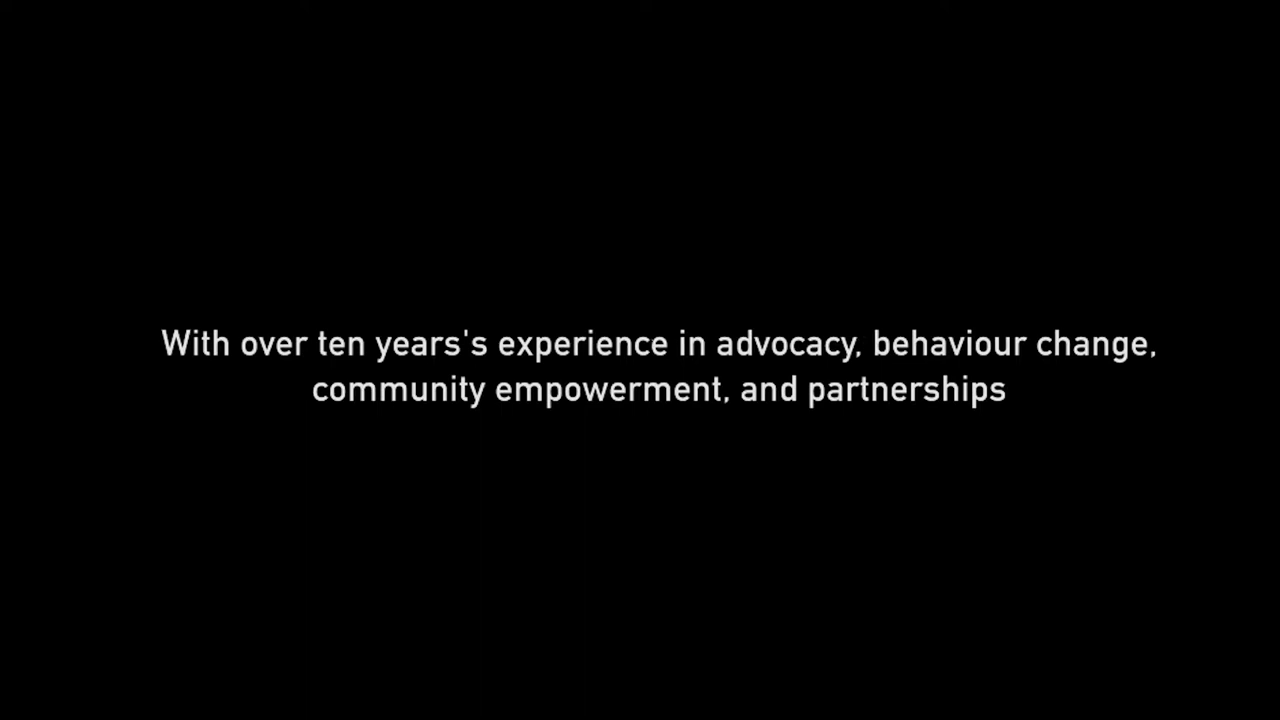 With over ten years's experience in advocacy, behaviour change,
community empowerment, and partnerships